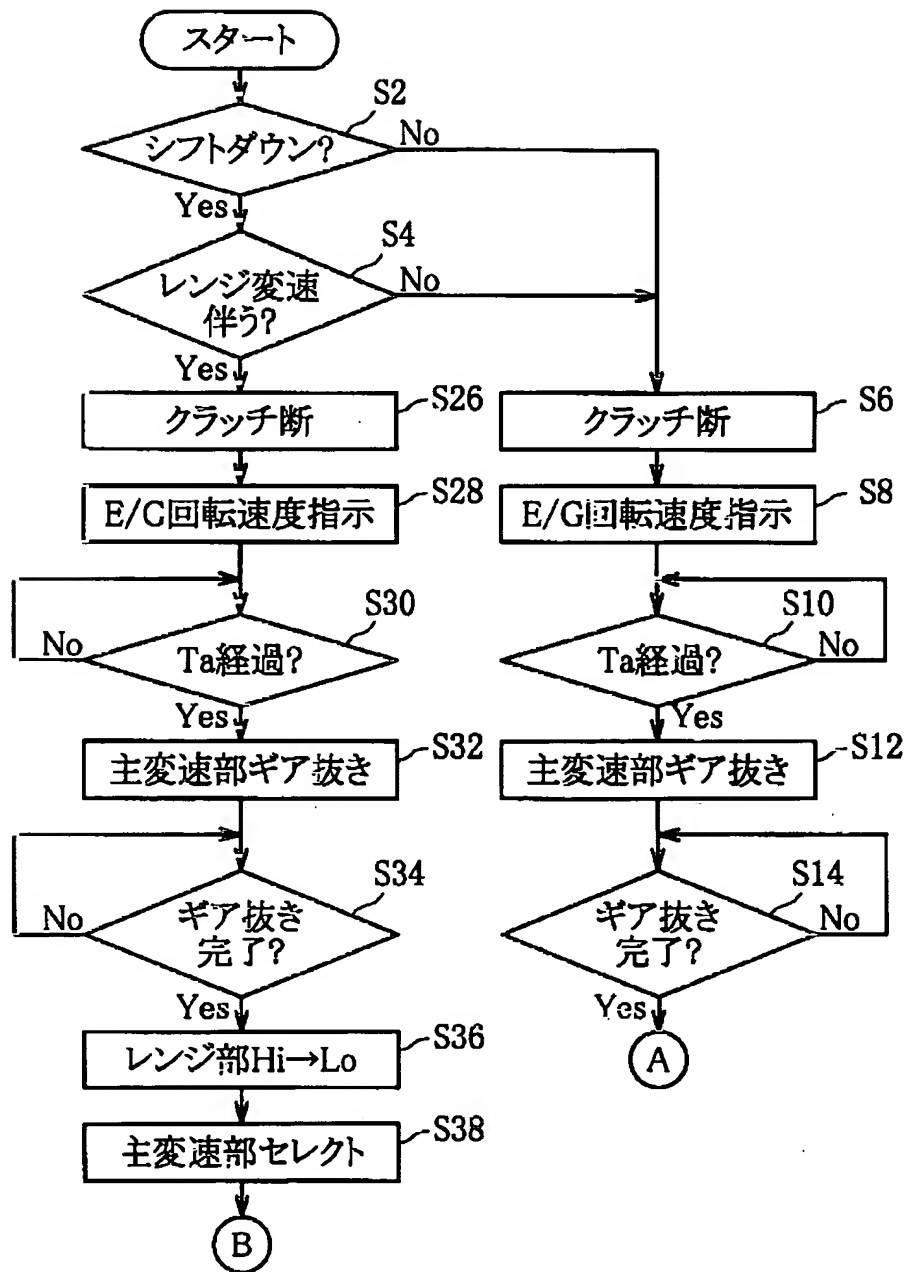 スタート
S2
シフトダウン?
No
Yes
S4
レンジ変速
伴う?
No
Yes
S26
クラッチ断
S6
クラッチ断
S28
E/C回転速度指示
S8
E/G回転速度指示
S30
Ta経過?
No
Yes
S10
Ta経過?
No
Yes
S32
主変速部ギア抜き
S12
主変速部ギア抜き
S34
ギア抜き
完了?
No
Yes
S14
ギア抜き
完了?
No
Yes
S36
レンジ部Hi→Lo
A
S38
主変速部セレクト
B